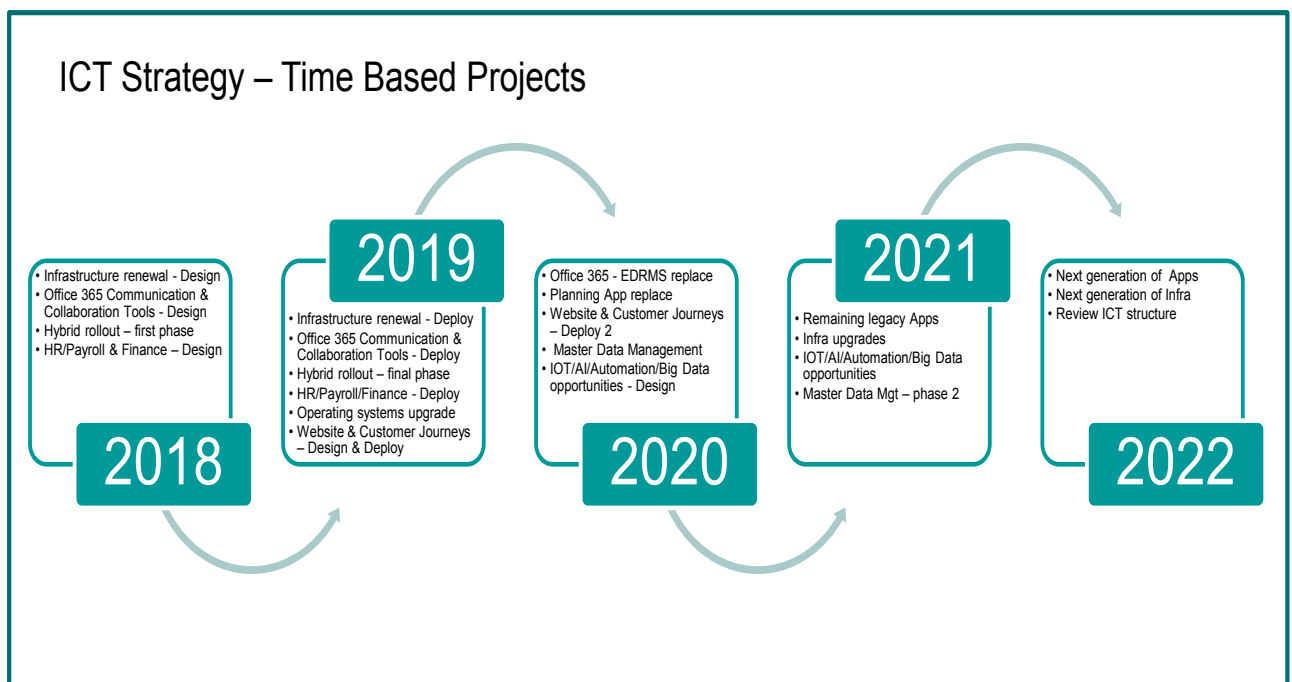 ICT Strategy – Time Based Projects
2018
• Infrastructure renewal - Design
• Office 365 Communication &
Collaboration Tools - Design
• Hybrid rollout – first phase
• HR/Payroll & Finance – Design
2019
• Infrastructure renewal - Deploy
• Office 365 Communication &
Collaboration Tools - Deploy
• Hybrid rollout – final phase
• HR/Payroll/Finance - Deploy
• Operating systems upgrade
• Website & Customer Journeys
– Design & Deploy
2020
• Office 365 - EDRMS replace
• Planning App replace
• Website & Customer Journeys
– Deploy 2
• Master Data Management
• IOT/AI/Automation/Big Data
opportunities - Design
2021
• Remaining legacy Apps
• Infra upgrades
• IOT/AI/Automation/Big Data
opportunities
• Master Data Mgt – phase 2
2022
• Next generation of Apps
• Next generation of Infra
• Review ICT structure